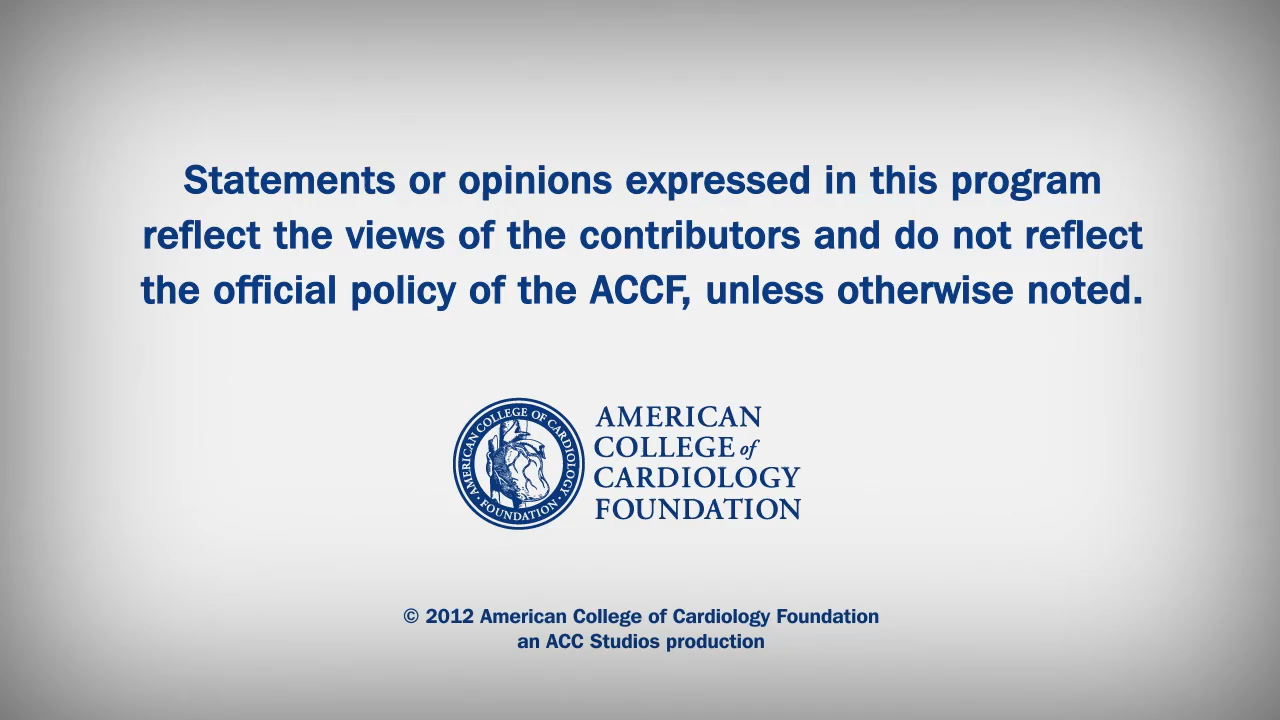 Statements or opinions expressed in this program
reflect the views of the contributors and do not reflect
the official policy of the ACCF, unless otherwise noted.
AMERICAN COLLEGE OF CARDIOLOGY
· FOUNDATION ·
AMERICAN
COLLEGE of
CARDIOLOGY
FOUNDATION
© 2012 American College of Cardiology Foundation
an ACC Studios production